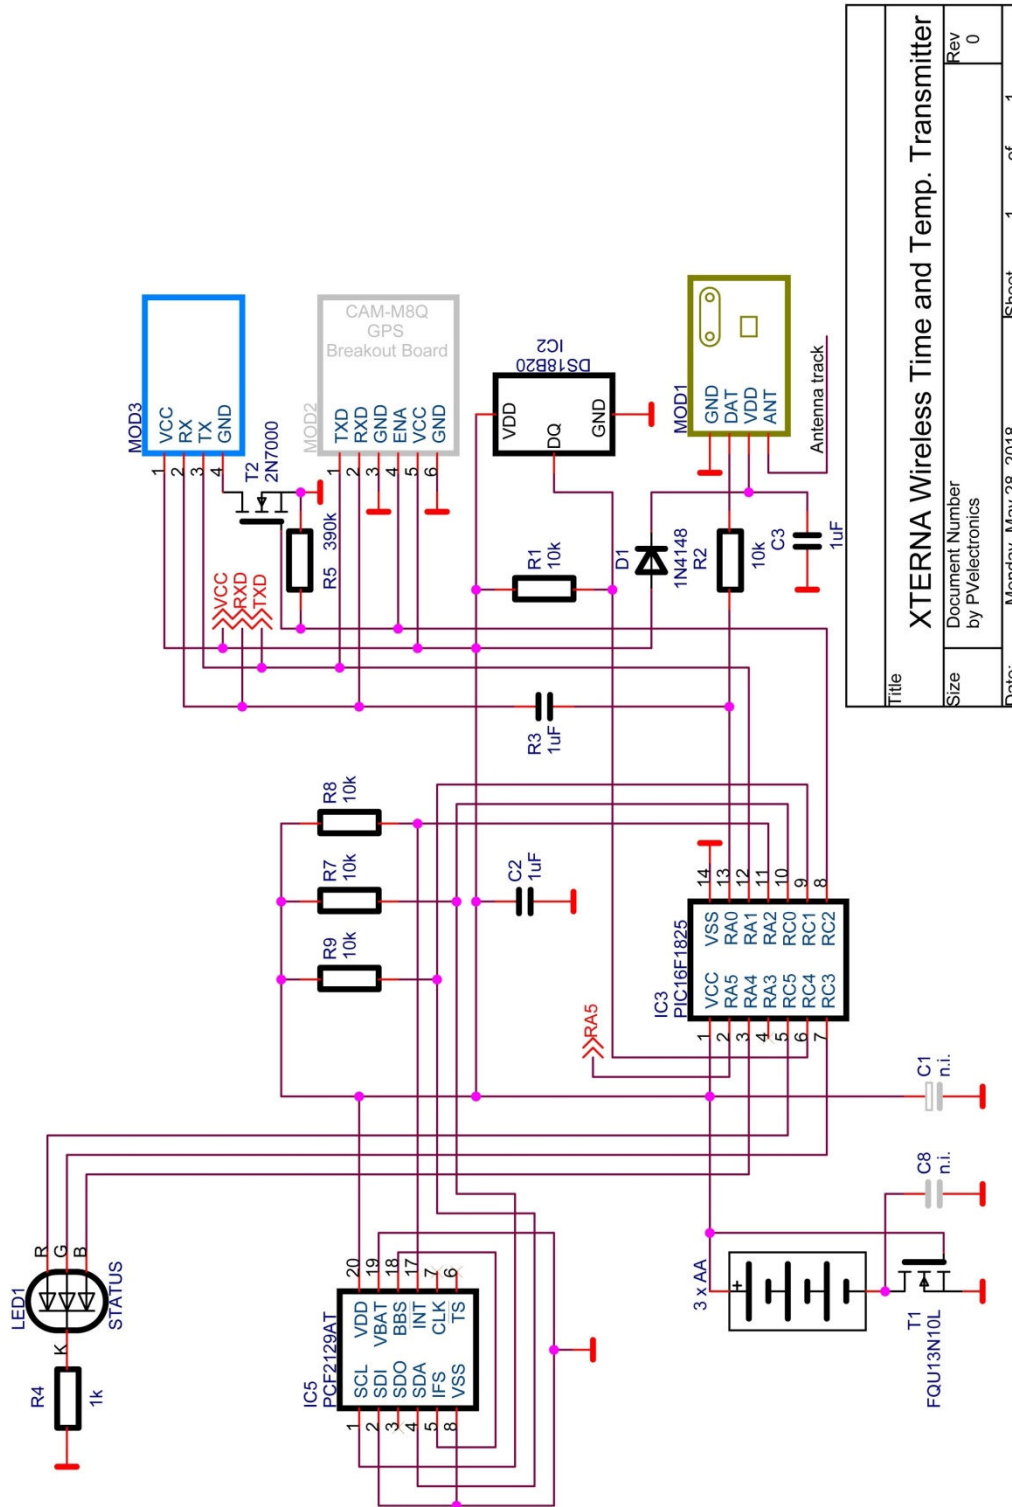 LED1
R
G
B
K
STATUS
R4
1k
IC5
PCF2129AT
1 SCL
2 SDI
3 SDO
4 SDA
5 IFS
8 VSS
VDD 20
VBAT 19
BBS 18
INT 17
CLK 7
TS 6
R9
10k
R7
10k
R8
10k
C2
1uF
R3
1uF
VCC
RXD
TXD
MOD3
1 VCC
2 RX
3 TX
4 GND
T2
2N7000
R5
390k
MOD2
CAM-M8Q
GPS
Breakout Board
1 TXD
2 RXD
3 GND
4 ENA
5 VCC
6 GND
VDD
DQ
GND
DS18B20
IC2
R1
10k
D1
1N4148
R2
10k
C3
1uF
MOD1
GND
DAT
VDD
ANT
Antenna track
RA5
IC3
PIC16F1825
1 VCC
2 RA5
3 RA4
4 RA3
5 RC5
6 RC4
7 RC3
VSS 14
RA0 13
RA1 12
RA2 11
RC0 10
RC1 9
RC2 8
3 x AA
+
T1
FQU13N10L
C8
n.i.
C1
n.i.
Title
XTERNA Wireless Time and Temp. Transmitter
Size
Document Number
by PVelectronics
Rev
0
Date:
Monday, May 28, 2018
Sheet
1
of
1